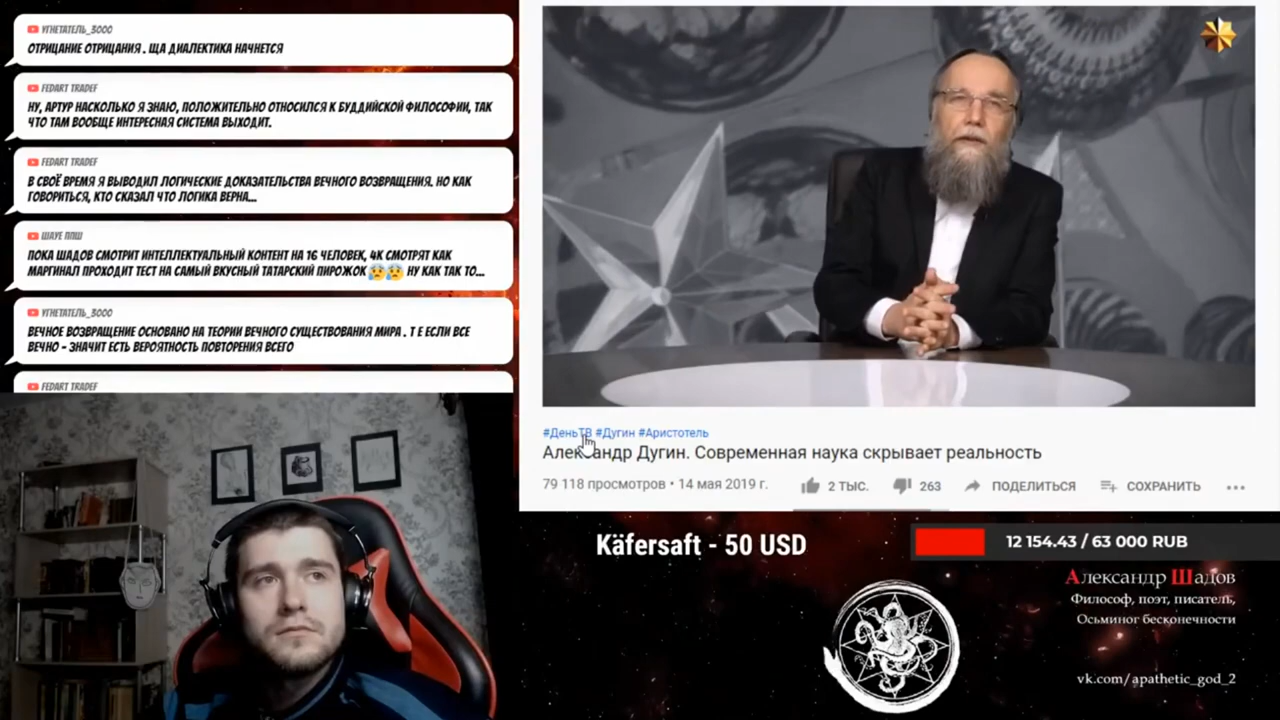 УГНЕТАТЕЛЬ_3000
ОТРИЦАНИЕ ОТРИЦАНИЯ . ЩА ДИАЛЕКТИКА НАЧНЕТСЯ
FEDART TRADEF
НУ, АРТУР НАСКОЛЬКО Я ЗНАЮ, ПОЛОЖИТЕЛЬНО ОТНОСИЛСЯ К БУДДИЙСКОЙ ФИЛОСОФИИ, ТАК
ЧТО ТАМ ВООБЩЕ ИНТЕРЕСНАЯ СИСТЕМА ВЫХОДИТ.
FEDART TRADEF
В СВОЁ ВРЕМЯ Я ВЫВОДИЛ ЛОГИЧЕСКИЕ ДОКАЗАТЕЛЬСТВА ВЕЧНОГО ВОЗВРАЩЕНИЯ. НО КАК
ГОВОРИТЬСЯ, КТО СКАЗАЛ ЧТО ЛОГИКА ВЕРНА...
ШАУЕ ППШ
ПОКА ШАДОВ СМОТРИТ ИНТЕЛЛЕКТУАЛЬНЫЙ КОНТЕНТ НА 16 ЧЕЛОВЕК, 4К СМОТРЯТ КАК
МАРГИНАЛ ПРОХОДИТ ТЕСТ НА САМЫЙ ВКУСНЫЙ ТАТАРСКИЙ ПИРОЖОК 😰😰 НУ КАК ТАК ТО...
УГНЕТАТЕЛЬ_3000
ВЕЧНОЕ ВОЗВРАЩЕНИЕ ОСНОВАНО НА ТЕОРИИ ВЕЧНОГО СУЩЕСТВОВАНИЯ МИРА . Т Е ЕСЛИ ВСЕ
ВЕЧНО - ЗНАЧИТ ЕСТЬ ВЕРОЯТНОСТЬ ПОВТОРЕНИЯ ВСЕГО
FEDART TRADEF
#ДеньТВ #Дугин #Аристотель
Александр Дугин. Современная наука скрывает реальность
79 118 просмотров • 14 мая 2019 г.
2 ТЫС.
263
ПОДЕЛИТЬСЯ
СОХРАНИТЬ
Käfersaft - 50 USD
12 154.43 / 63 000 RUB
Александр Шадов
Философ, поэт, писатель,
Осьминог бесконечности
vk.com/apathetic_god_2